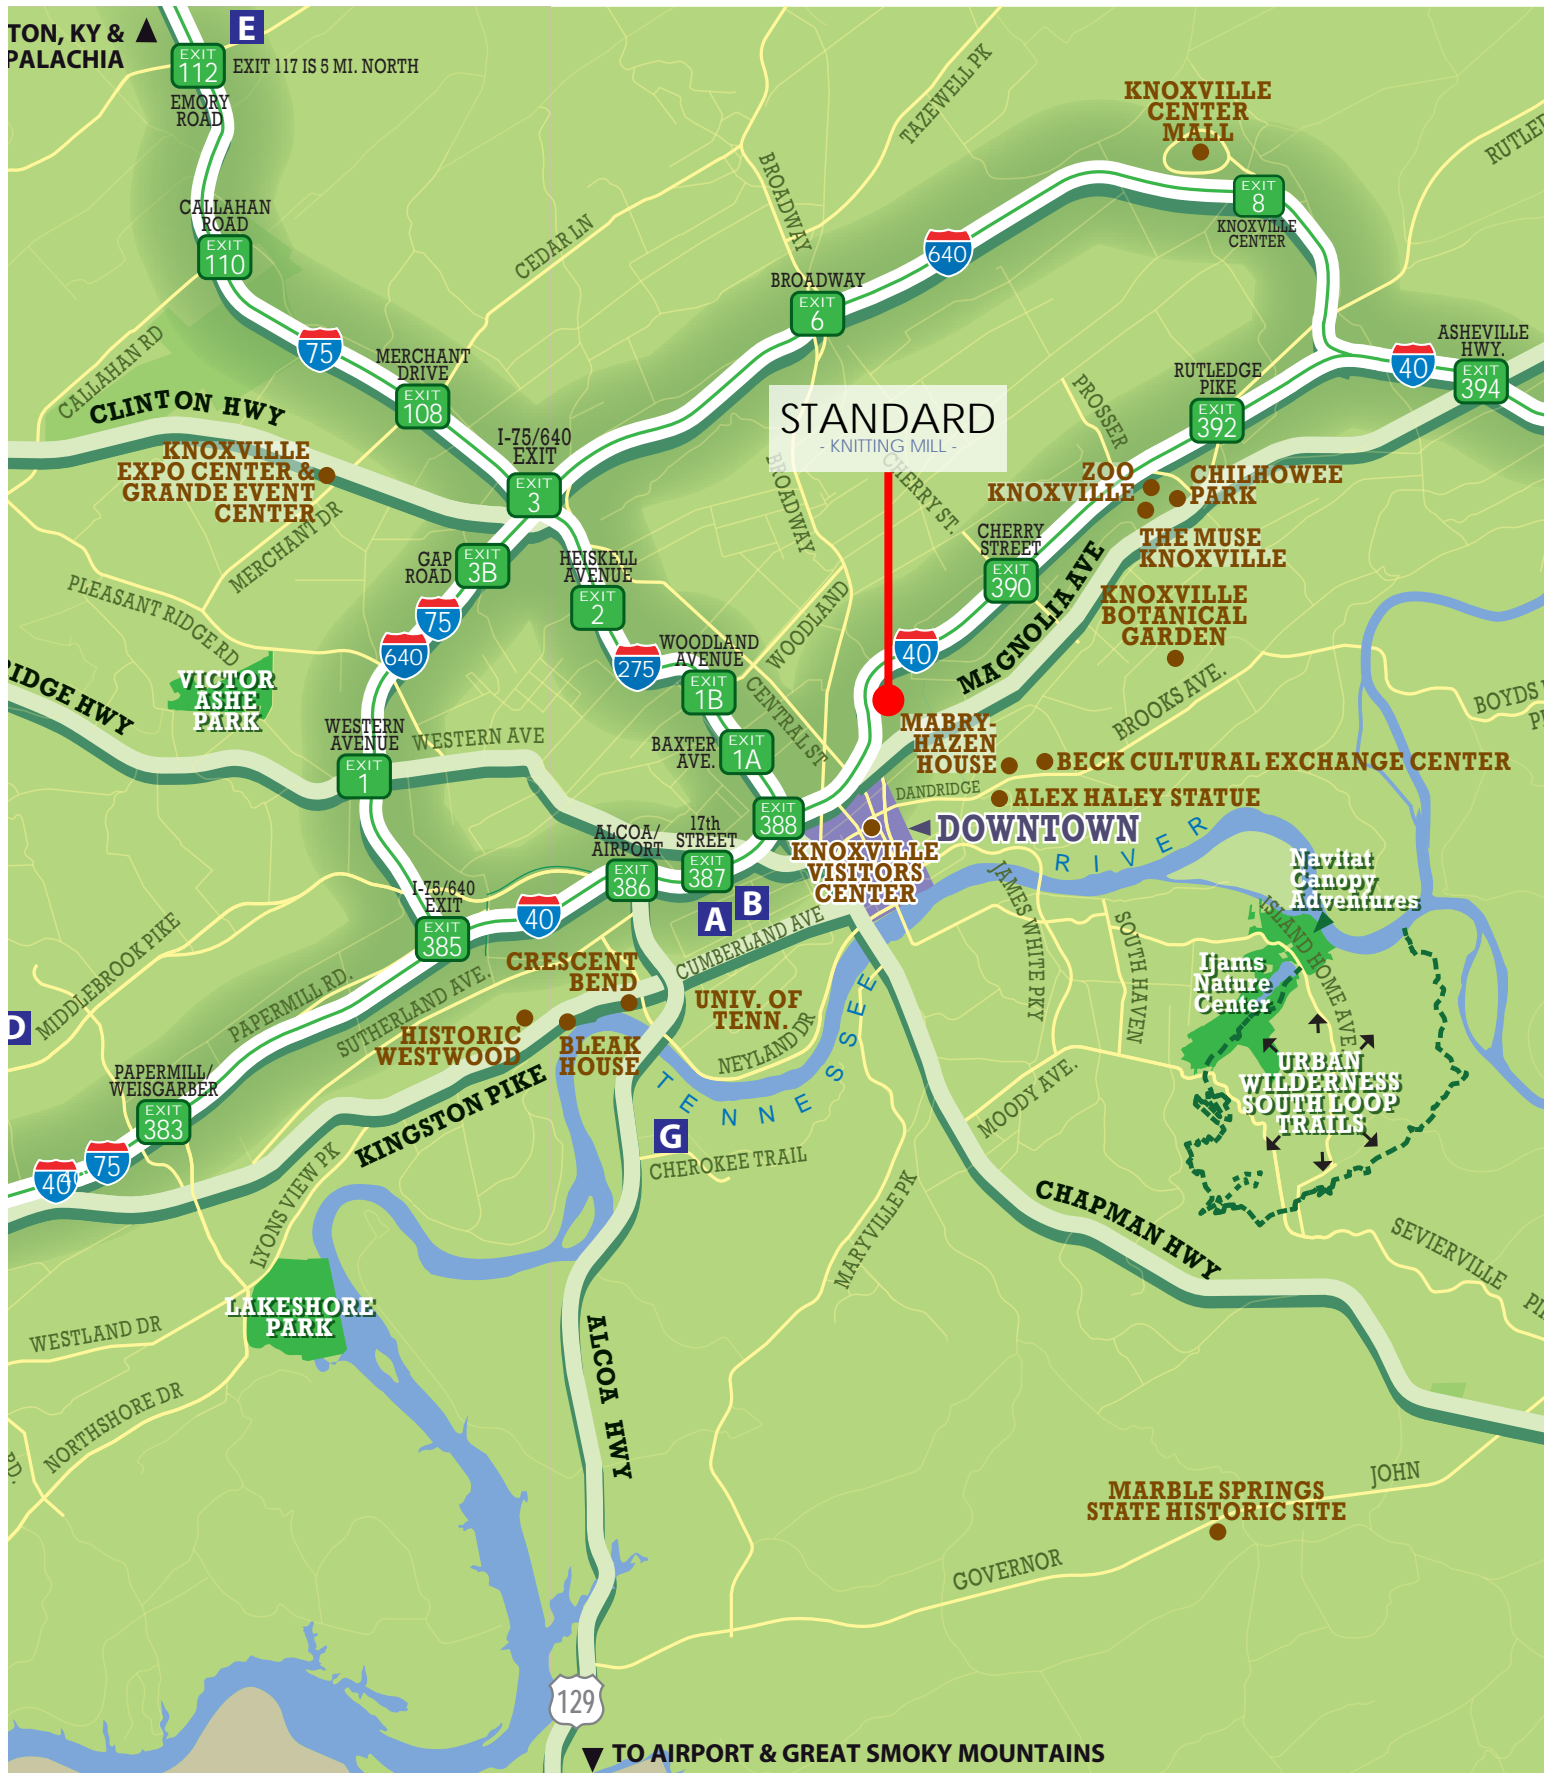 TON, KY &
PALACHIA
E
EXIT
112
EXIT 117 IS 5 MI. NORTH
EMORY
ROAD
TAZEWELL PK
KNOXVILLE
CENTER
MALL
BROADWAY
CALLAHAN
ROAD
EXIT
110
CEDAR LN
EXIT
8
KNOXVILLE
CENTER
640
BROADWAY
EXIT
6
75
CALLAHAN RD
MERCHANT
DRIVE
EXIT
108
CLINTON HWY
ASHEVILLE
HWY.
EXIT
394
40
RUTLEDGE
PIKE
EXIT
392
PROSSER
STANDARD
- KNITTING MILL -
KNOXVILLE
EXPO CENTER &
GRANDE EVENT
CENTER
I-75/640
EXIT
EXIT
3
BROADWAY
CHERRY ST.
ZOO
KNOXVILLE
CHILHOWEE
PARK
THE MUSE
KNOXVILLE
MERCHANT DR
GAP
ROAD
EXIT
3B
HEISKELL
AVENUE
EXIT
2
CHERRY
STREET
EXIT
390
MAGNOLIA AVE
KNOXVILLE
BOTANICAL
GARDEN
PLEASANT RIDGE RD
75
640
275
WOODLAND
AVENUE
EXIT
1B
WOODLAND
40
VICTOR
ASHE
PARK
RIDGE HWY
WESTERN
AVENUE
EXIT
1
WESTERN AVE
BAXTER
AVE.
EXIT
1A
CENTRAL ST
MABRY-
HAZEN
HOUSE
BROOKS AVE.
BOYDS
BECK CULTURAL EXCHANGE CENTER
DANDRIDGE
ALEX HALEY STATUE
DOWNTOWN
EXIT
388
17th
STREET
EXIT
387
ALCOA/
AIRPORT
EXIT
386
KNOXVILLE
VISITORS
CENTER
RIVER
Navitat
Canopy
Adventures
I-75/640
EXIT
EXIT
385
40
A
B
CUMBERLAND AVE
JAMES WHITE PKY
SOUTH HAVEN
ISLAND HOME AVE.
Ijams
Nature
Center
MIDDLEBROOK PIKE
PAPERMILL RD.
SUTHERLAND AVE.
CRESCENT
BEND
UNIV. OF
TENN.
NEYLAND DR
D
HISTORIC
WESTWOOD
BLEAK
HOUSE
TENNESSEE
URBAN
WILDERNESS
SOUTH LOOP
TRAILS
PAPERMILL/
WEISGARBER
EXIT
383
KINGSTON PIKE
MOODY AVE.
75
40
G
CHEROKEE TRAIL
LYONS VIEW PK
MARYVILLE PK
CHAPMAN HWY
SEVIERVILLE
LAKESHORE
PARK
WESTLAND DR
NORTHSHORE DR
ALCOA HWY
JOHN
MARBLE SPRINGS
STATE HISTORIC SITE
GOVERNOR
129
TO AIRPORT & GREAT SMOKY MOUNTAINS